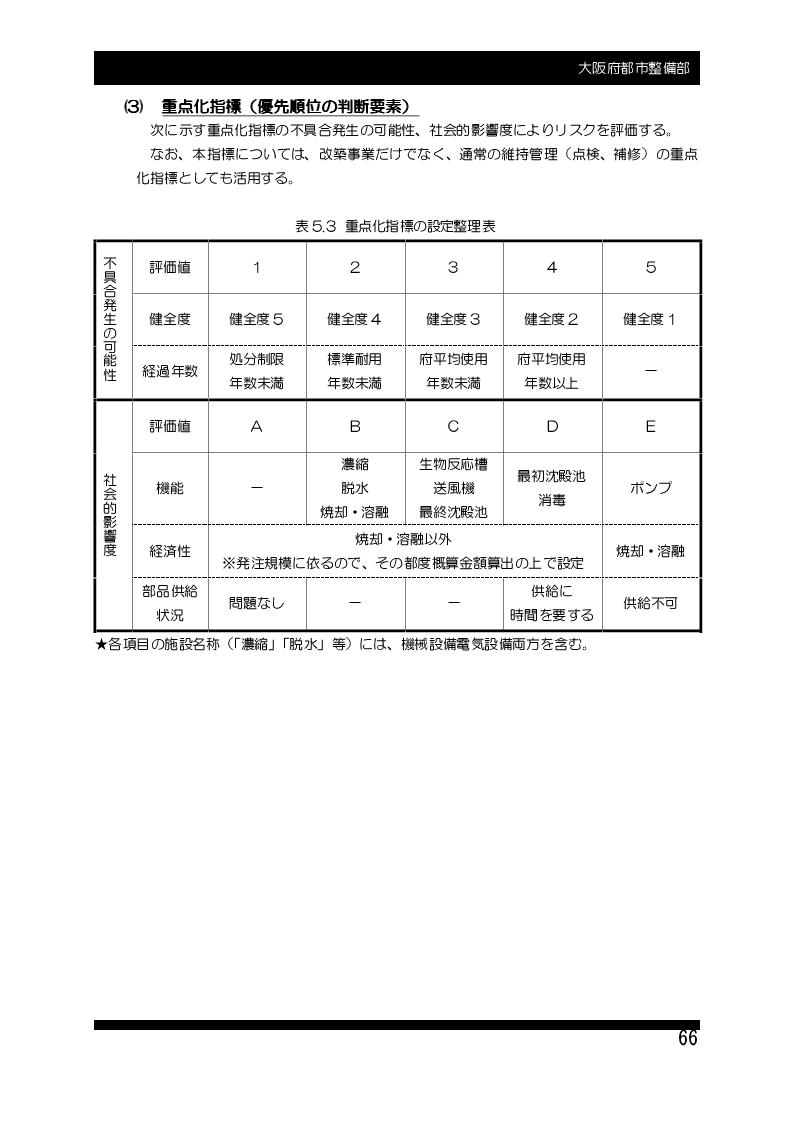 大阪府都市整備部
(3) 重点化指標（優先順位の判断要素）
次に示す重点化指標の不具合発生の可能性、社会的影響度によりリスクを評価する。
なお、本指標については、改築事業だけでなく、通常の維持管理（点検、補修）の重点
化指標としても活用する。
表 5.3 重点化指標の設定整理表
不具合発生の可能性
評価値 1 2 3 4 5
健全度 健全度５ 健全度４ 健全度３ 健全度２ 健全度１
経過年数 処分制限 標準耐用 府平均使用 府平均使用 －
年数未満 年数未満 年数未満 年数以上
社会的影響度
評価値 A B C D E
機能 － 濃縮 生物反応槽 最初沈殿池 ポンプ
脱水 送風機 消毒
焼却・溶融 最終沈殿池
経済性 焼却・溶融以外 焼却・溶融
※発注規模に依るので、その都度概算金額算出の上で設定
部品供給 問題なし － － 供給に 供給不可
状況 時間を要する
★各項目の施設名称（「濃縮」「脱水」等）には、機械設備電気設備両方を含む。
66